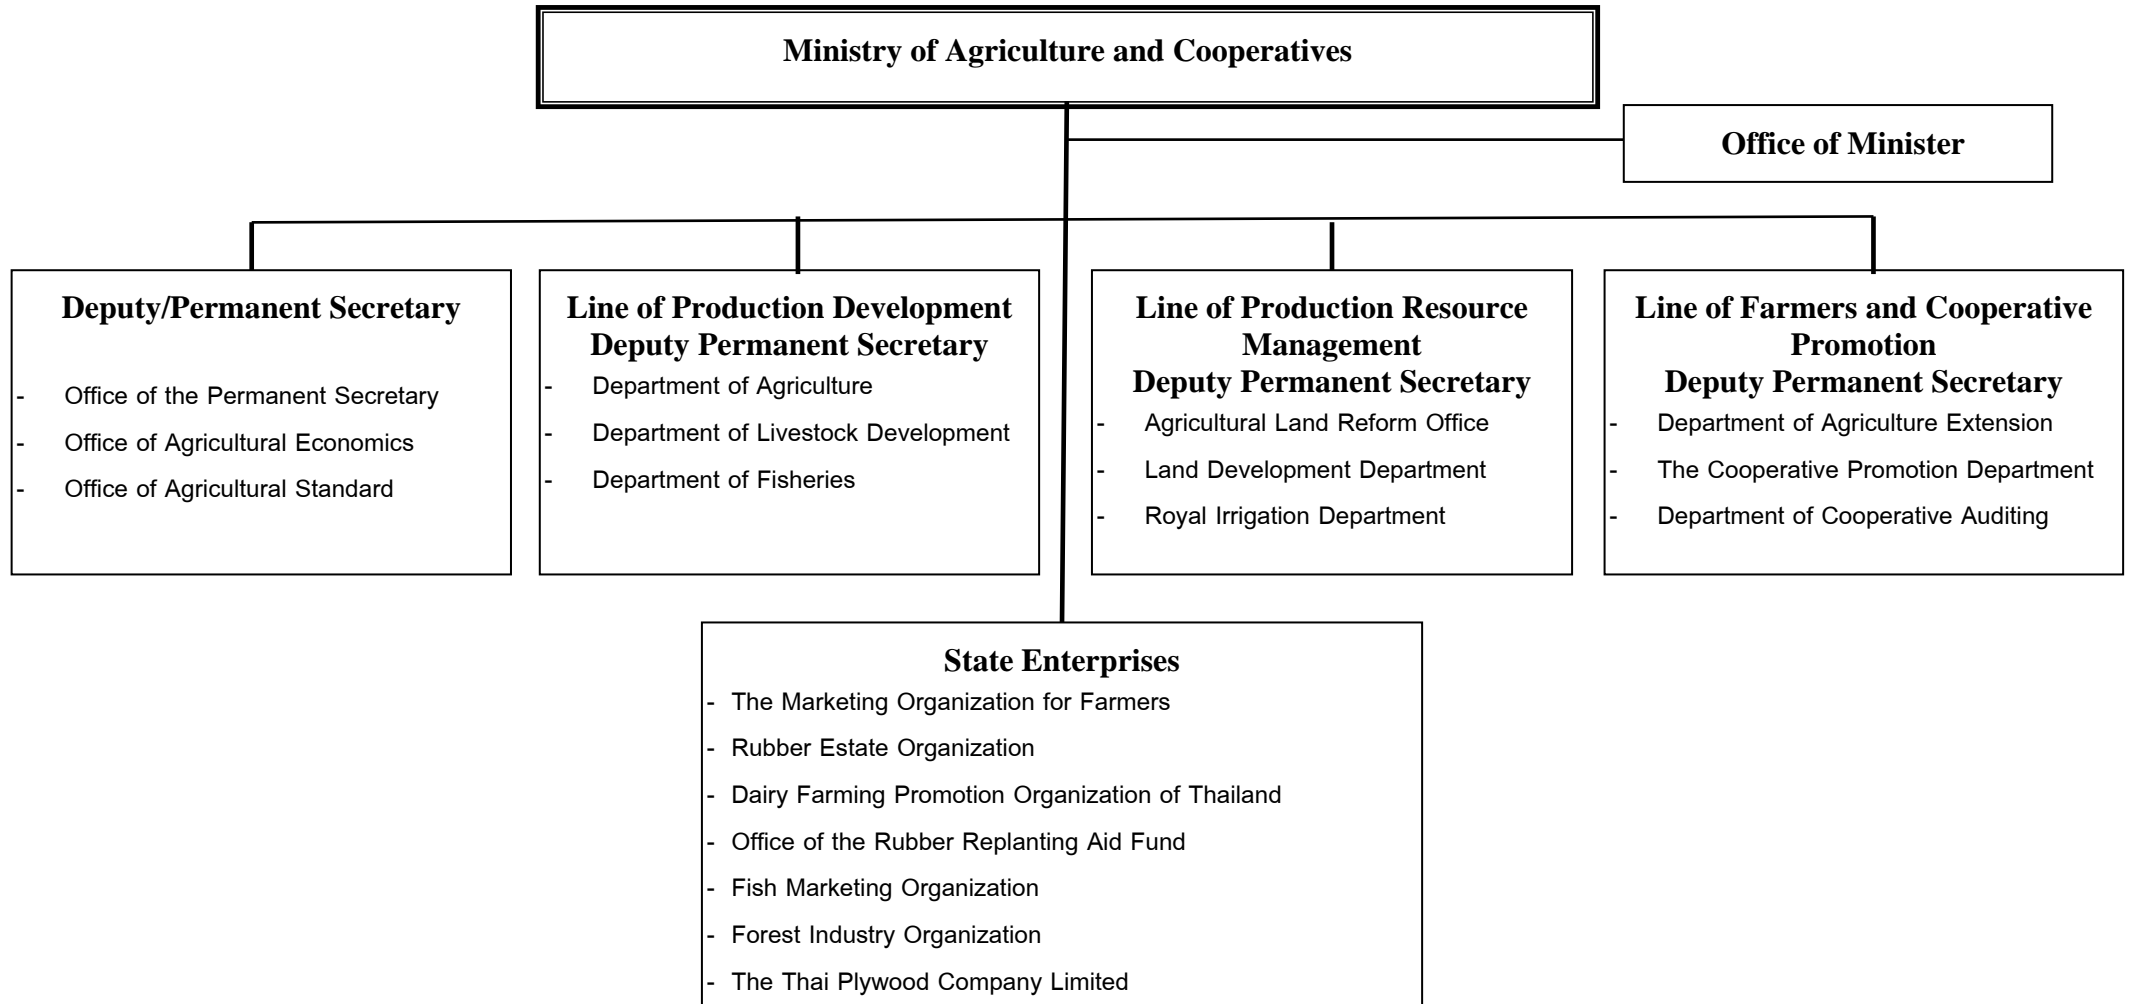 Ministry of Agriculture and Cooperatives
Office of Minister
Deputy/Permanent Secretary
- Office of the Permanent Secretary
- Office of Agricultural Economics
- Office of Agricultural Standard
Line of Production Development
Deputy Permanent Secretary
- Department of Agriculture
- Department of Livestock Development
- Department of Fisheries
Line of Production Resource
Management
Deputy Permanent Secretary
- Agricultural Land Reform Office
- Land Development Department
- Royal Irrigation Department
Line of Farmers and Cooperative
Promotion
Deputy Permanent Secretary
- Department of Agriculture Extension
- The Cooperative Promotion Department
- Department of Cooperative Auditing
State Enterprises
- The Marketing Organization for Farmers
- Rubber Estate Organization
- Dairy Farming Promotion Organization of Thailand
- Office of the Rubber Replanting Aid Fund
- Fish Marketing Organization
- Forest Industry Organization
- The Thai Plywood Company Limited